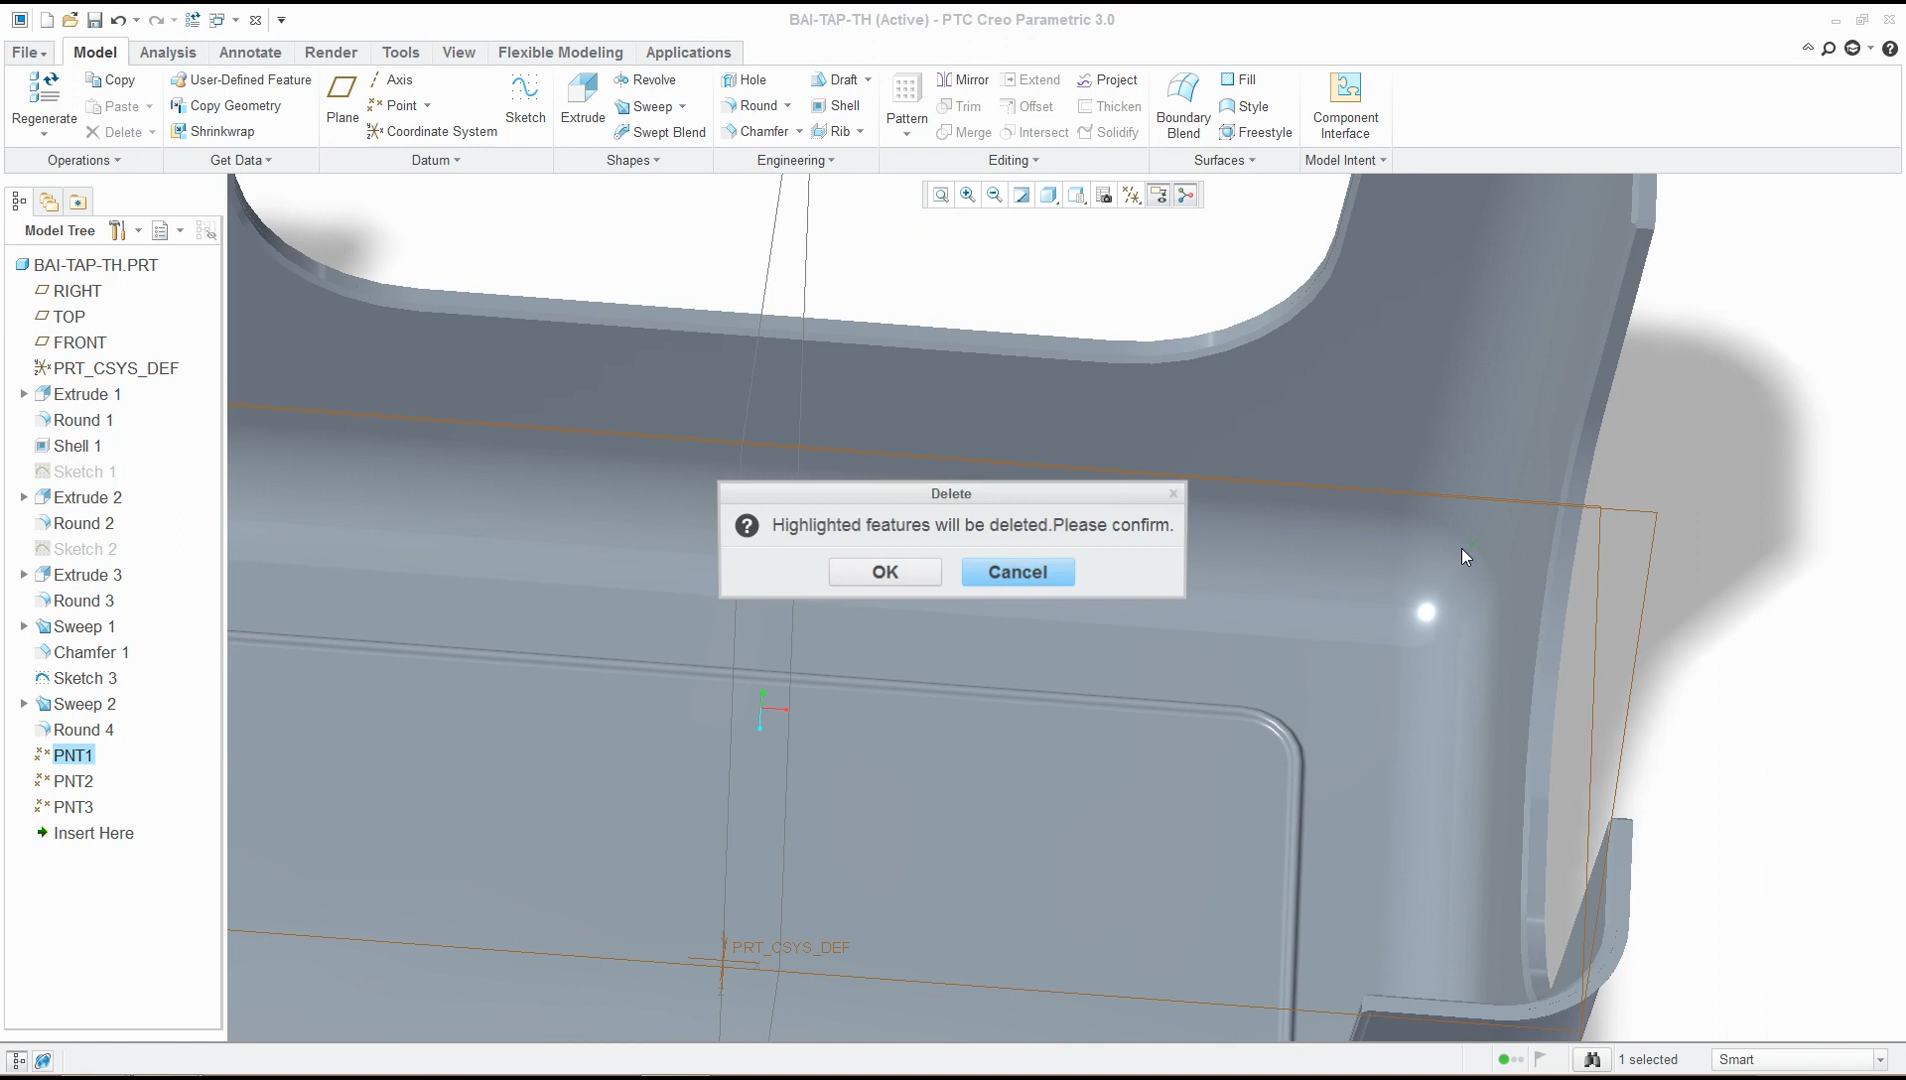 BAI-TAP-TH (Active) - PTC Creo Parametric 3.0
File Model Analysis Annotate Render Tools View Flexible Modeling Applications
Regenerate
Copy
Paste
Delete
Operations
User-Defined Feature
Copy Geometry
Shrinkwrap
Get Data
Plane
Axis
Point
Coordinate System
Sketch
Datum
Extrude
Revolve
Sweep
Swept Blend
Shapes
Hole
Round
Chamfer
Draft
Shell
Rib
Engineering
Pattern
Mirror
Trim
Merge
Extend
Offset
Intersect
Project
Thicken
Solidify
Editing
Boundary
Blend
Fill
Style
Freestyle
Surfaces
Component
Interface
Model Intent
Model Tree
BAI-TAP-TH.PRT
RIGHT
TOP
FRONT
PRT_CSYS_DEF
Extrude 1
Round 1
Shell 1
Sketch 1
Extrude 2
Round 2
Sketch 2
Extrude 3
Round 3
Sweep 1
Chamfer 1
Sketch 3
Sweep 2
Round 4
PNT1
PNT2
PNT3
Insert Here
Delete
Highlighted features will be deleted.Please confirm.
OK Cancel
PRT_CSYS_DEF
1 selected
Smart